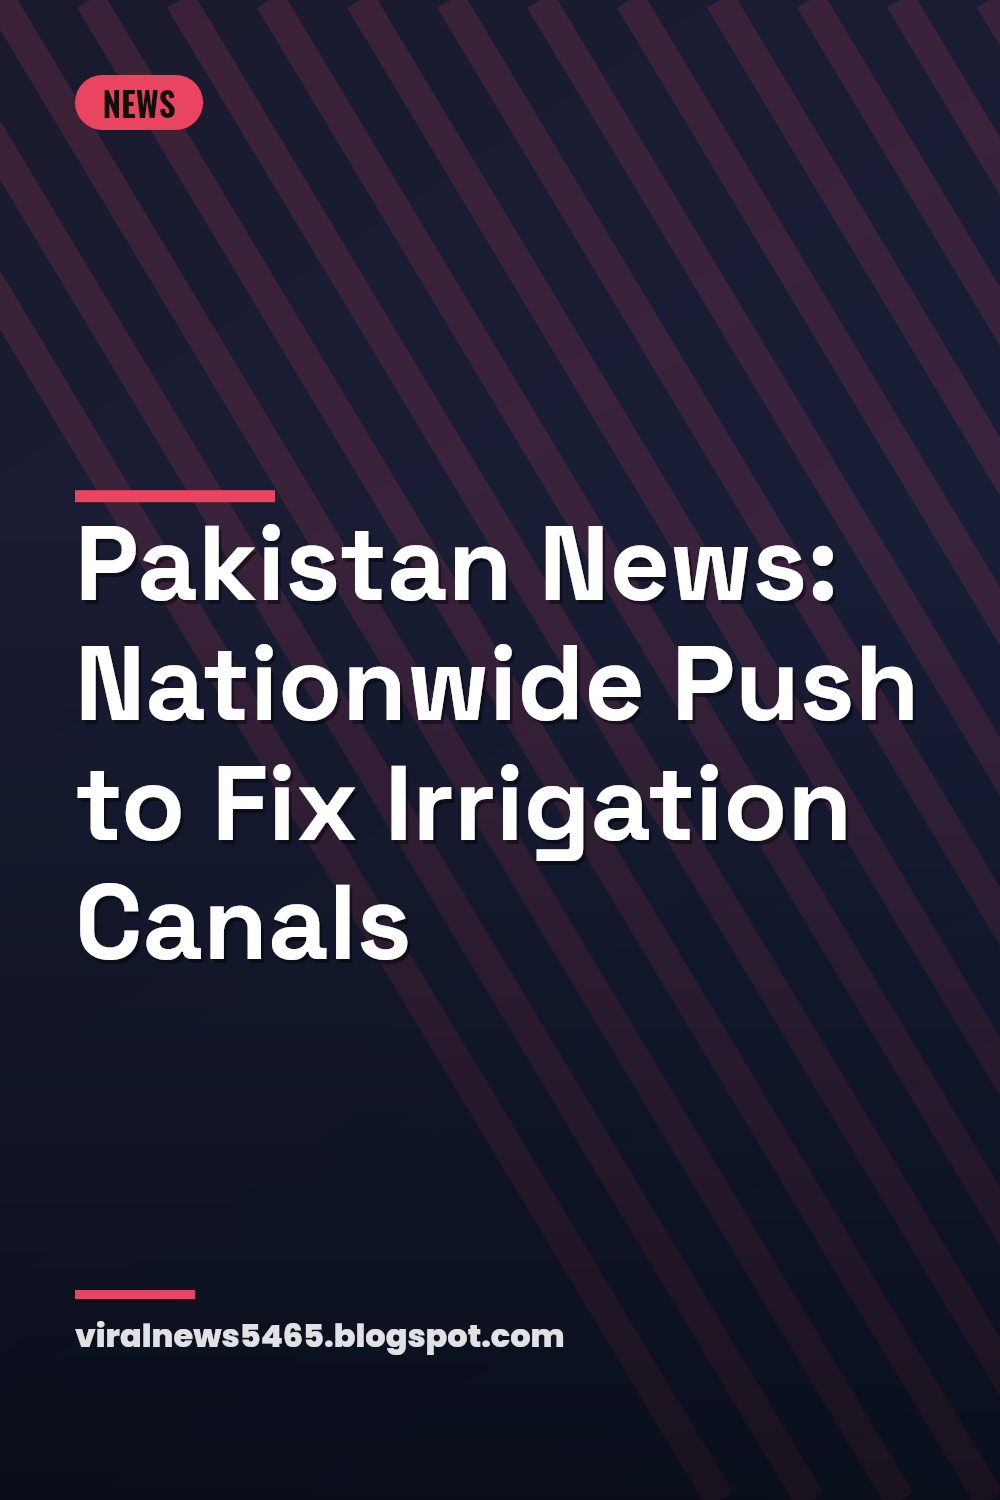 NEWS
Pakistan News:
Nationwide Push
to Fix Irrigation
Canals
viralnews5465.blogspot.com